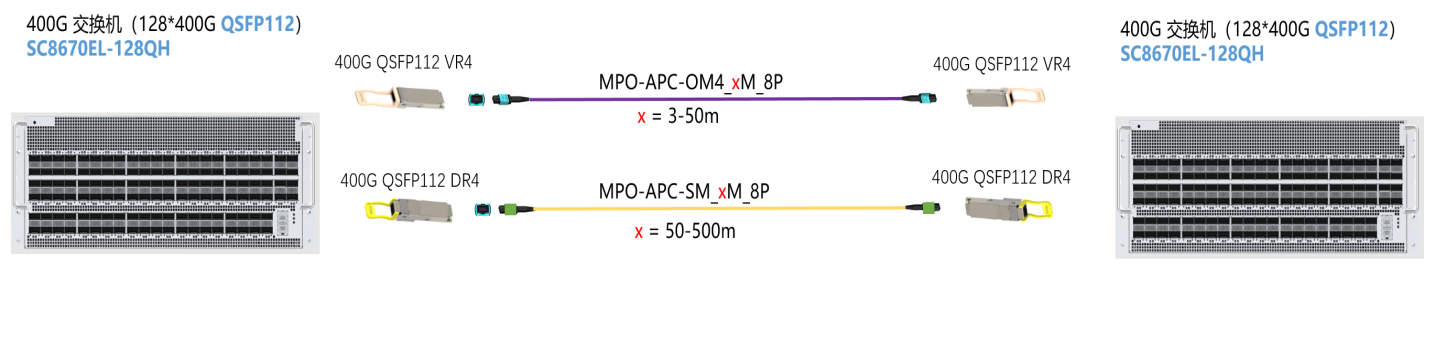 400G 交换机（128*400G QSFP112）
SC8670EL-128QH
400G QSFP112 VR4
MPO-APC-OM4_xM_8P
x = 3-50m
400G QSFP112 VR4
400G QSFP112 DR4
MPO-APC-SM_xM_8P
x = 50-500m
400G QSFP112 DR4
400G 交换机（128*400G QSFP112）
SC8670EL-128QH